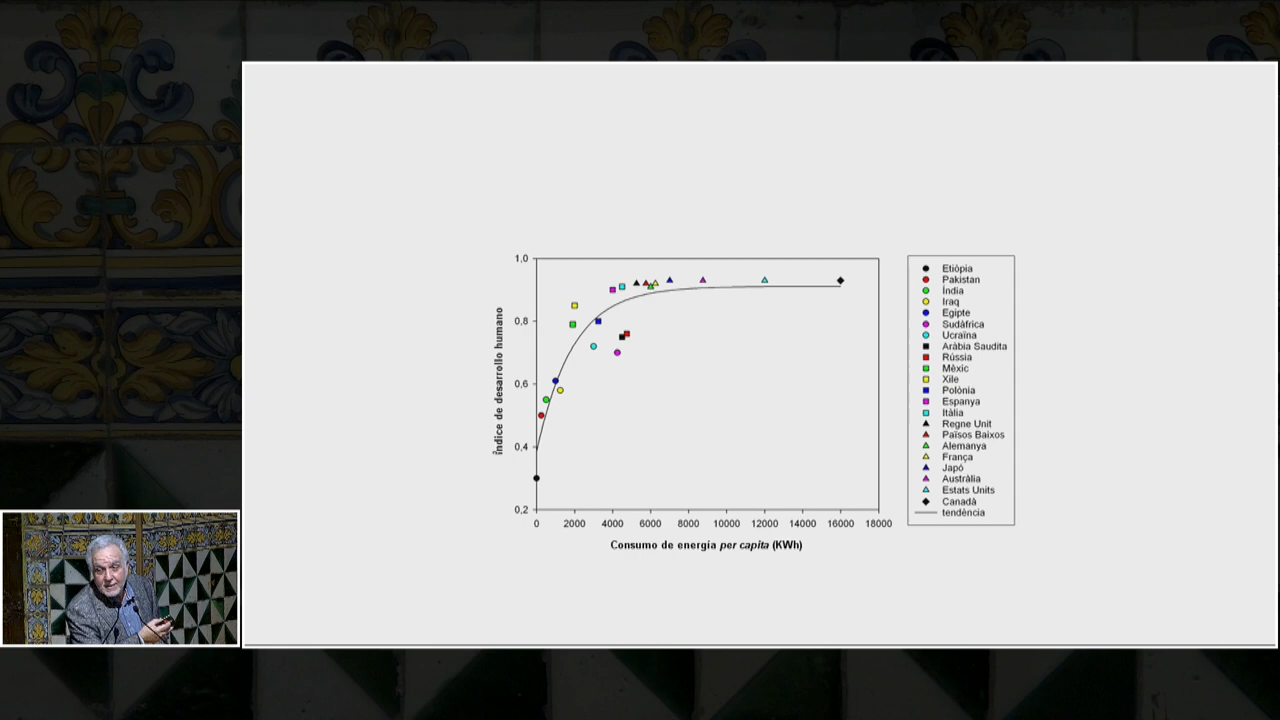 1,0
0,8
0,6
0,4
0,2
Índice de desarrollo humano
0 2000 4000 6000 8000 10000 12000 14000 16000 18000
Consumo de energía per capita (KWh)
Etiòpia
Pakistan
Índia
Iraq
Egipte
Sudàfrica
Ucraïna
Aràbia Saudita
Rússia
Mèxic
Xile
Polònia
Espanya
Itàlia
Regne Unit
Països Baixos
Alemanya
França
Japó
Austràlia
Estats Units
Canadà
tendència